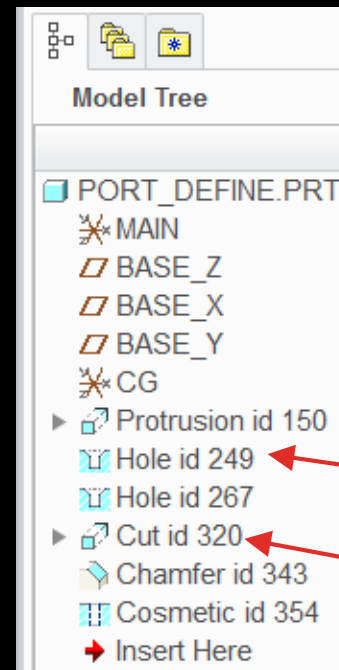 Model Tree
PORT_DEFINE.PRT
MAIN
BASE_Z
BASE_X
BASE_Y
CG
Protrusion id 150
Hole id 249
Hole id 267
Cut id 320
Chamfer id 343
Cosmetic id 354
Insert Here